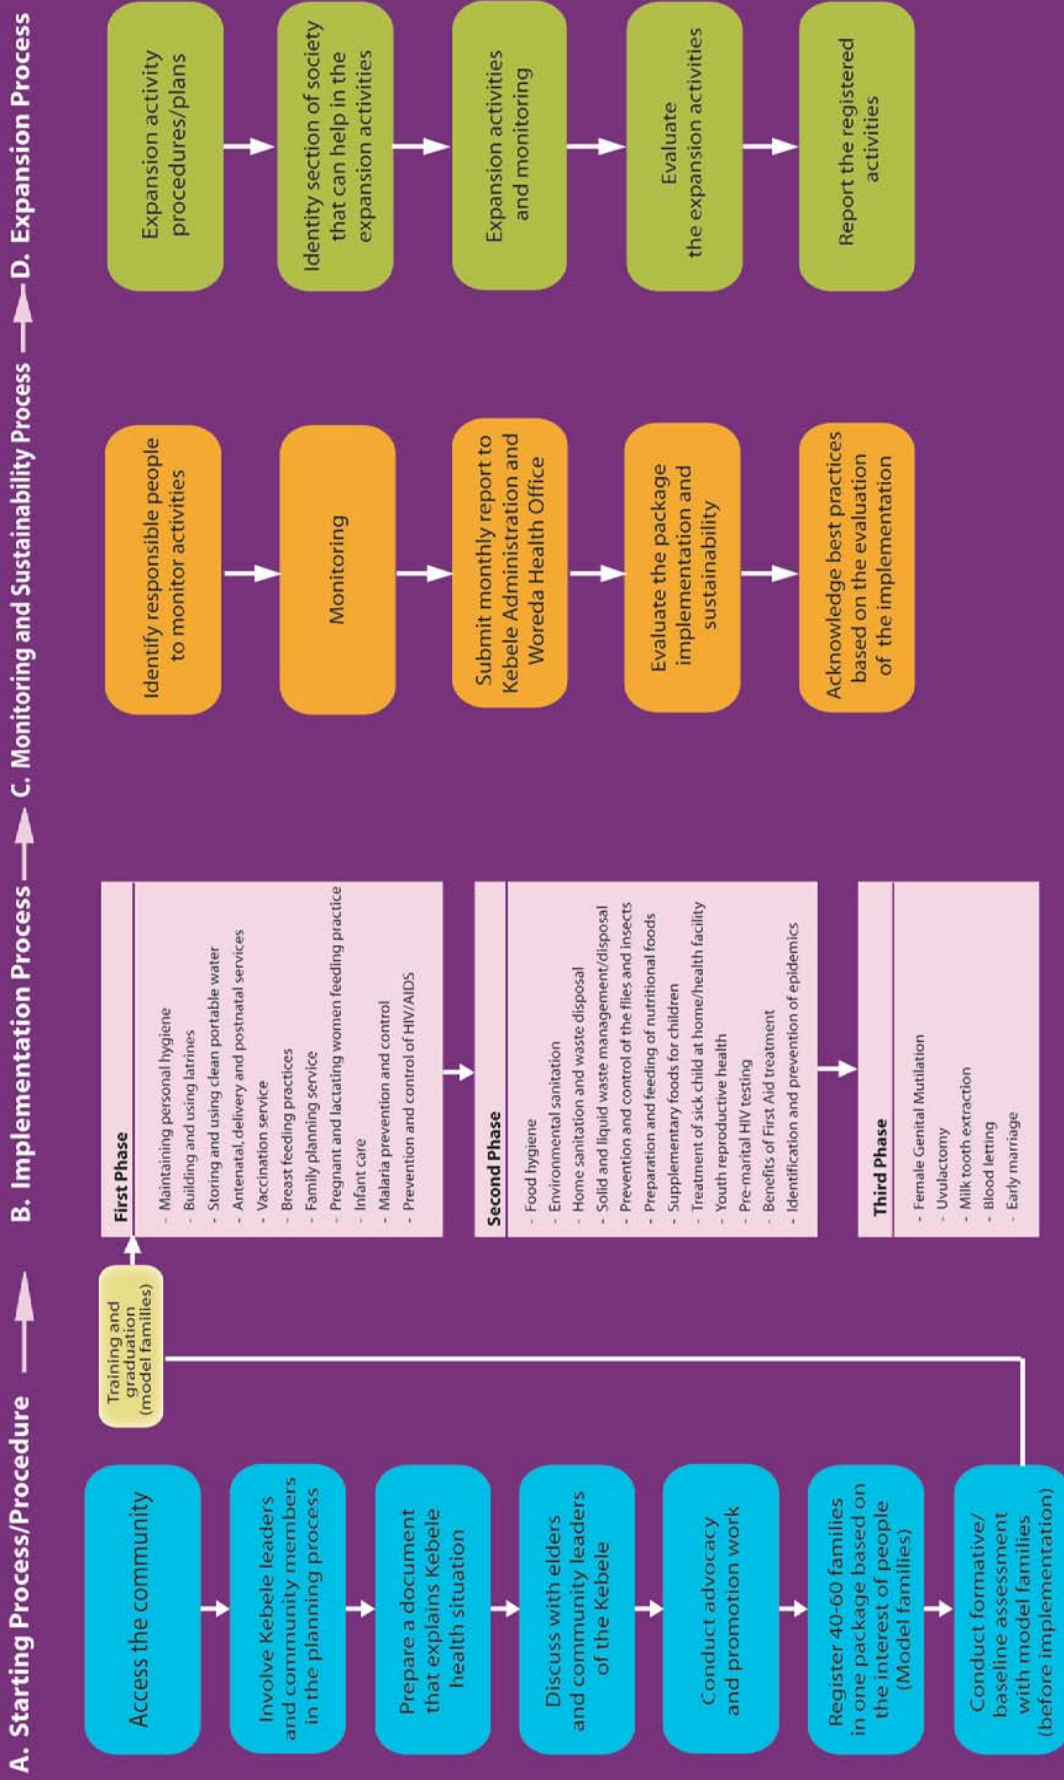 A. Starting Process/Procedure
B. Implementation Process
C. Monitoring and Sustainability Process
D. Expansion Process
Access the community
Involve Kebele leaders
and community members
in the planning process
Prepare a document
that explains Kebele
health situation
Discuss with elders
and community leaders
of the Kebele
Conduct advocacy
and promotion work
Register 40-60 families
in one package based on
the interest of people
(Model families)
Conduct formative/
baseline assessment
with model families
(before implementation)
Training and
graduation
(model families)
First Phase
- Maintaining personal hygiene
- Building and using latrines
- Storing and using clean portable water
- Antenatal, delivery and postnatal services
- Vaccination service
- Breast feeding practices
- Family planning service
- Pregnant and lactating women feeding practice
- Infant care
- Malaria prevention and control
- Prevention and control of HIV/AIDS
Second Phase
- Food hygiene
- Environmental sanitation
- Home sanitation and waste disposal
- Solid and liquid waste management/disposal
- Prevention and control of the flies and insects
- Preparation and feeding of nutritional foods
- Supplementary foods for children
- Treatment of sick child at home/health facility
- Youth reproductive health
- Pre-marital HIV testing
- Benefits of First Aid treatment
- Identification and prevention of epidemics
Third Phase
- Female Genital Mutilation
- Uvulactomy
- Milk tooth extraction
- Blood letting
- Early marriage
Identify responsible people
to monitor activities
Monitoring
Submit monthly report to
Kebele Administration and
Woreda Health Office
Evaluate the package
implementation and
sustainability
Acknowledge best practices
based on the evaluation
of the implementation
Expansion activity
procedures/plans
Identity section of society
that can help in the
expansion activities
Expansion activities
and monitoring
Evaluate
the expansion activities
Report the registered
activities